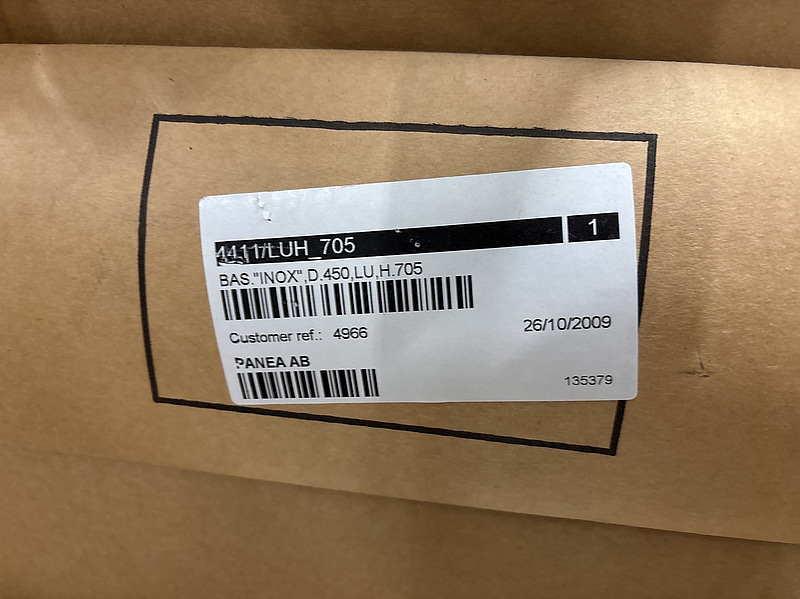 4411/LUH_705 1
BAS."INOX",D.450,LU,H.705
Customer ref.: 4966 26/10/2009
PANEA AB
135379